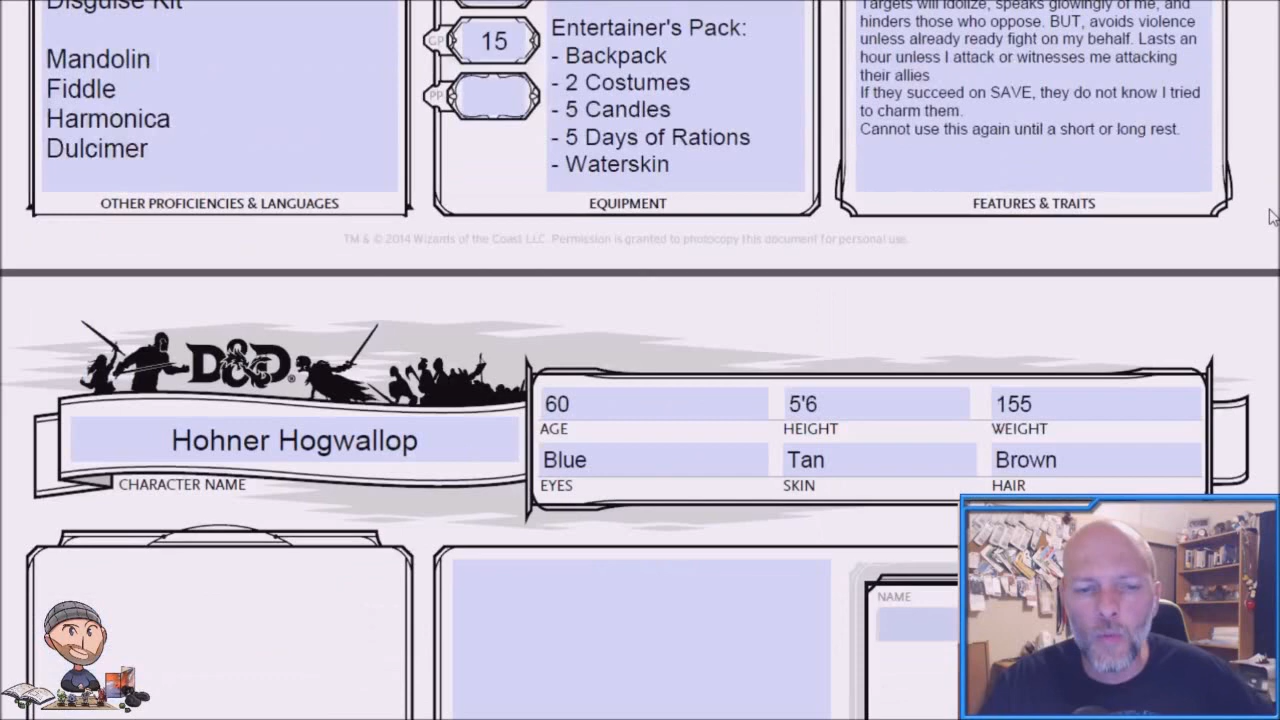 Disguise Kit
Mandolin
Fiddle
Harmonica
Dulcimer
OTHER PROFICIENCIES & LANGUAGES
GP
15
PP
Entertainer's Pack:
- Backpack
- 2 Costumes
- 5 Candles
- 5 Days of Rations
- Waterskin
EQUIPMENT
Targets will idolize, speaks glowingly of me, and
hinders those who oppose. BUT, avoids violence
unless already ready fight on my behalf. Lasts an
hour unless I attack or witnesses me attacking
their allies
If they succeed on SAVE, they do not know I tried
to charm them.
Cannot use this again until a short or long rest.
FEATURES & TRAITS
TM & © 2014 Wizards of the Coast LLC. Permission is granted to photocopy this document for personal use.
D&D
Hohner Hogwallop
CHARACTER NAME
60
5'6
155
AGE
HEIGHT
WEIGHT
Blue
Tan
Brown
EYES
SKIN
HAIR
NAME